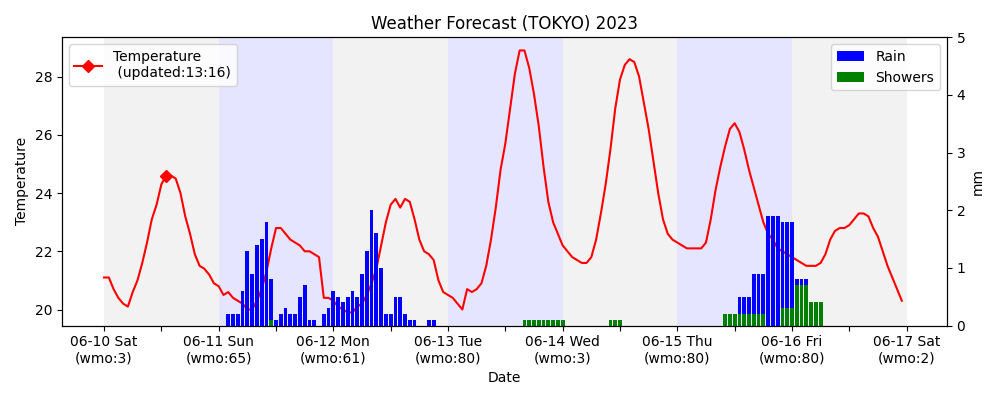 Weather Forecast (TOKYO) 2023
Temperature
(updated:13:16)
Rain
Showers
Temperature
28
26
24
22
20
5
4
3
2
1
0
mm
06-10 Sat 06-11 Sun 06-12 Mon 06-13 Tue 06-14 Wed 06-15 Thu 06-16 Fri 06-17 Sat
(wmo:3) (wmo:65) (wmo:61) (wmo:80) (wmo:3) (wmo:80) (wmo:80) (wmo:2)
Date